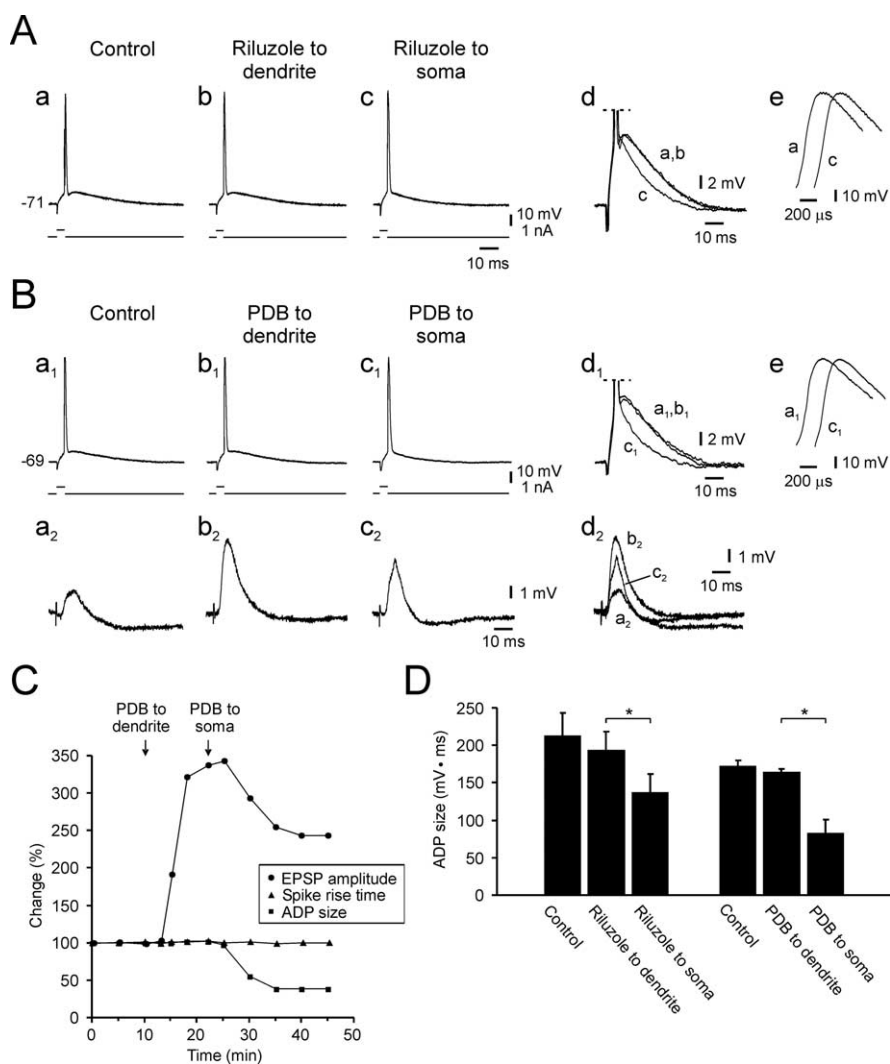 A
Control
Riluzole to
dendrite
Riluzole to
soma
a
b
c
d
e
-71
10 mV
1 nA
10 ms
a,b
c
2 mV
10 ms
a
c
200 µs
10 mV
B
Control
PDB to
dendrite
PDB to
soma
a1
b1
c1
d1
e
-69
10 mV
1 nA
a1,b1
c1
2 mV
10 ms
a1
c1
200 µs
10 mV
a2
b2
c2
d2
1 mV
10 ms
b2
c2
a2
1 mV
10 ms
C
PDB to
dendrite
PDB to
soma
350
300
250
200
150
100
50
0
Change (%)
EPSP amplitude
Spike rise time
ADP size
0 10 20 30 40 50
Time (min)
D
250
200
150
100
50
0
ADP size (mV • ms)
*
*
Control
Riluzole to dendrite
Riluzole to soma
Control
PDB to dendrite
PDB to soma